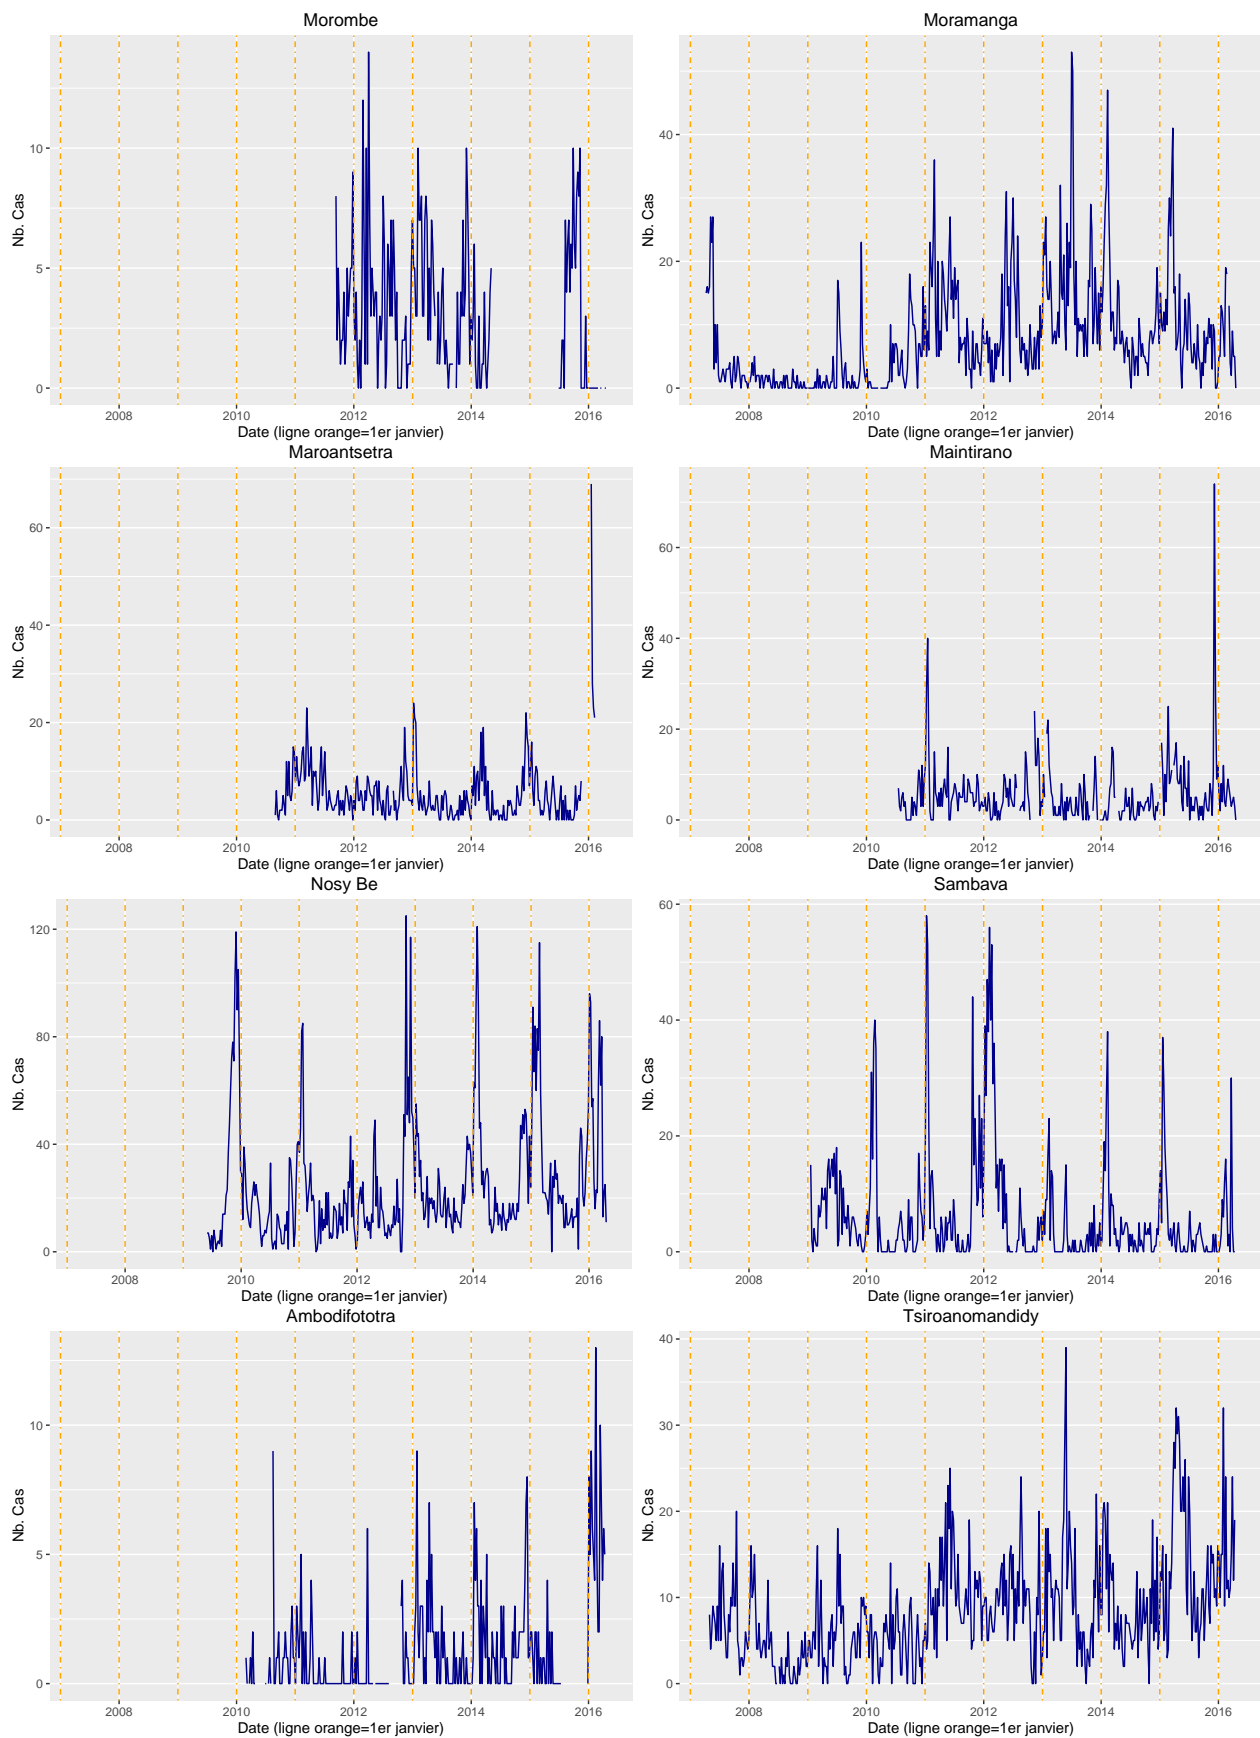 Morombe
Nb. Cas
10
5
0
2008 2010 2012 2014 2016
Date (ligne orange=1er janvier)
Moramanga
Nb. Cas
40
20
0
2008 2010 2012 2014 2016
Date (ligne orange=1er janvier)
Maroantsetra
Nb. Cas
60
40
20
0
2008 2010 2012 2014 2016
Date (ligne orange=1er janvier)
Maintirano
Nb. Cas
60
40
20
0
2008 2010 2012 2014 2016
Date (ligne orange=1er janvier)
Nosy Be
Nb. Cas
120
80
40
0
2008 2010 2012 2014 2016
Date (ligne orange=1er janvier)
Sambava
Nb. Cas
60
40
20
0
2008 2010 2012 2014 2016
Date (ligne orange=1er janvier)
Ambodifototra
Nb. Cas
10
5
0
2008 2010 2012 2014 2016
Date (ligne orange=1er janvier)
Tsiroanomandidy
Nb. Cas
40
30
20
10
0
2008 2010 2012 2014 2016
Date (ligne orange=1er janvier)